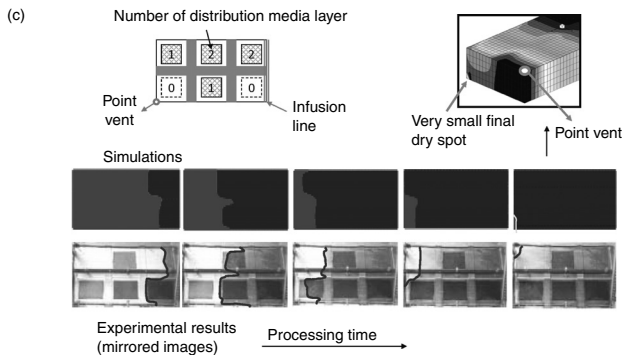 (c)
Number of distribution media layer
1 2 2
0 1 0
Point
vent
Infusion
line
Very small final
dry spot
Point vent
Simulations
Experimental results
(mirrored images)
Processing time